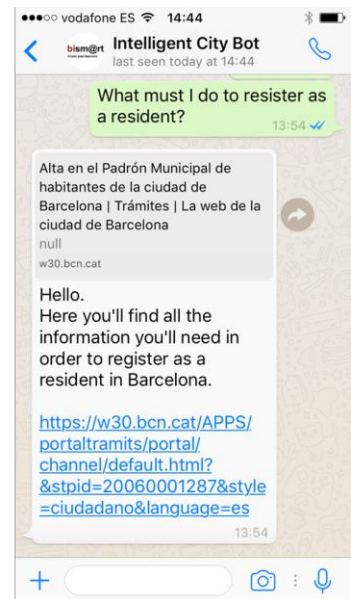 vodafone ES 14:44
bism@rt Intelligent City Bot
last seen today at 14:44
What must I do to resister as
a resident?
13:54
Alta en el Padrón Municipal de
habitantes de la ciudad de
Barcelona | Trámites | La web de la
ciudad de Barcelona
null
w30.bcn.cat
Hello.
Here you'll find all the
information you'll need in
order to register as a
resident in Barcelona.
https://w30.bcn.cat/APPS/
portaltramits/portal/
channel/default.html?
&stpid=20060001287&style
=ciudadano&language=es
13:54